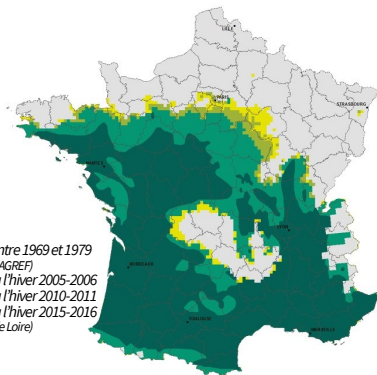 LILLE
PARIS
STRASBOURG
NANTES
LYON
ntre 1969 et 1979
AGREF)
l'hiver 2005-2006
BORDEAUX
l'hiver 2010-2011
l'hiver 2015-2016
e Loire)
TOULOUSE
MARSEILLE